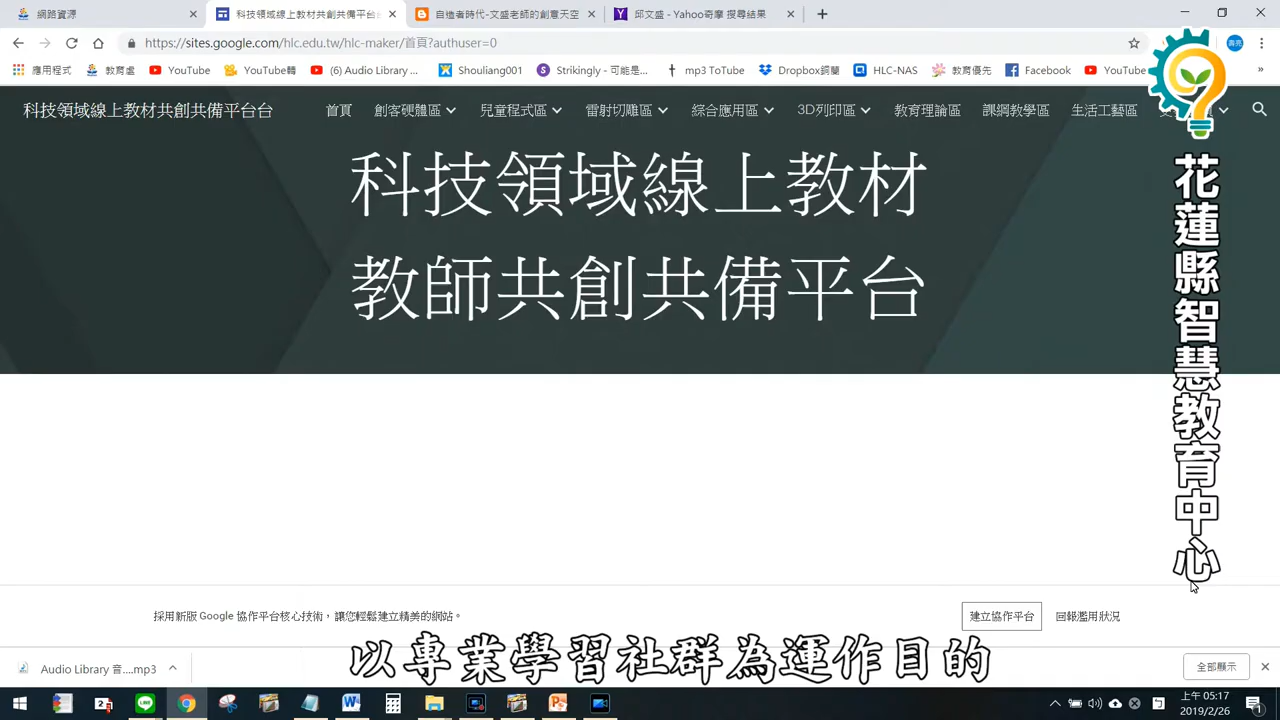 網路資源
科技領域線上教材共創共備平台台
自造者時代-文盛老師的創意天空
邱文盛 - Yahoo奇摩 搜尋結果
https://sites.google.com/hlc.edu.tw/hlc-maker/首頁?authuser=0
應用程式
教育處
YouTube
YouTube轉
(6) Audio Library ...
Shoutang001
Strikingly - 可能是...
mp3 ToTube
Dropbox銅蘭
HLC-NAS
教育優先
Facebook
YouTube
科技領域線上教材共創共備平台台
首頁
創客硬體區
兒童程式區
雷射切雕區
綜合應用區
3D列印區
教育理論區
課綱教學區
生活工藝區
科技領域線上教材
教師共創共備平台
花蓮縣智慧教育中心
採用新版 Google 協作平台核心技術，讓您輕鬆建立精美的網站。
建立協作平台
回報濫用狀況
以專業學習社群為運作目的
Audio Library 音....mp3
全部顯示
上午 05:17
2019/2/26